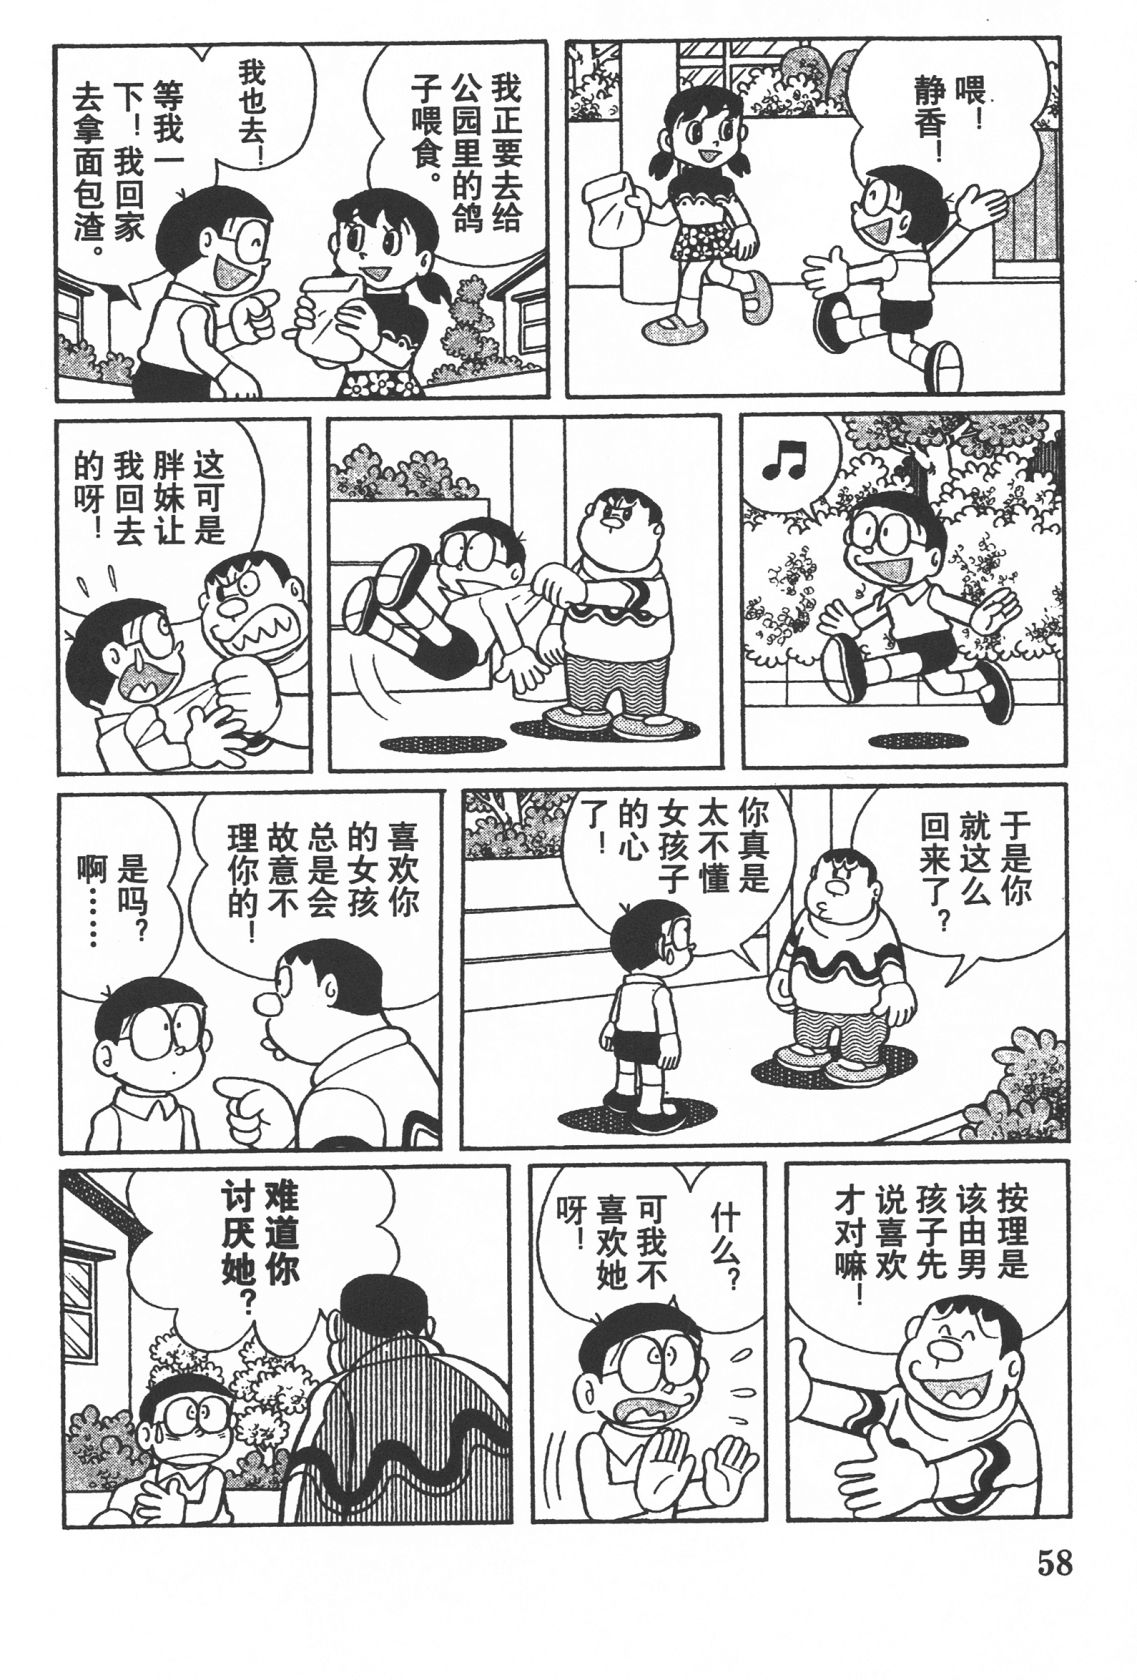 喂！
静香！
我正要去给
公园里的鸽
子喂食。
我也去！
等我一
下！我回家
去拿面包渣。
这可是
胖妹让
我回去
的呀！
于是你
就这么
回来了？
你真是
太不懂
女孩子
的心
了！
喜欢你
的女孩
总是会
故意不
理你的！
是吗？
啊……
按理是
该由男
孩子先
说喜欢
才对嘛！
什么？
可我不
喜欢她
呀！
难道你
讨厌她？
58